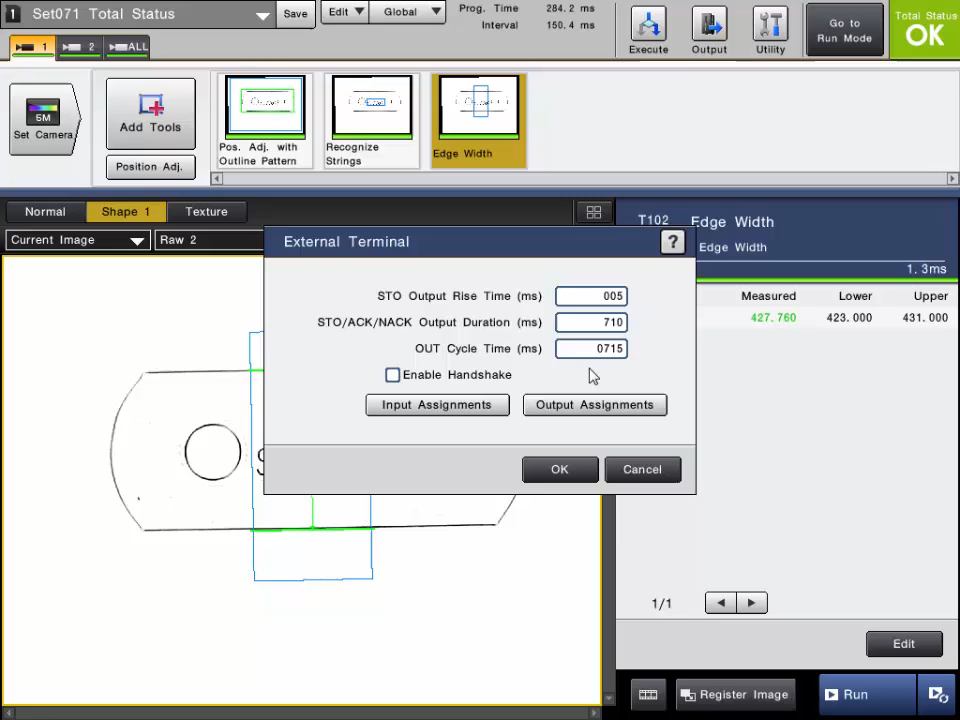 1 Set071 Total Status Save Edit Global Prog. Time 284.2 ms
Interval 150.4 ms
Execute Output Utility
Go to
Run Mode
Total Status
OK
1 2 ALL
5M
Set Camera
Add Tools
Position Adj.
Pos. Adj. with
Outline Pattern
Recognize
Strings
Edge Width
Normal Shape 1 Texture
Current Image Raw 2
T102 Edge Width
Edge Width
1.3ms
Measured Lower Upper
427.760 423.000 431.000
External Terminal ?
STO Output Rise Time (ms) 005
STO/ACK/NACK Output Duration (ms) 710
OUT Cycle Time (ms) 0715
Enable Handshake
Input Assignments Output Assignments
OK Cancel
S
1/1
Edit
Register Image Run